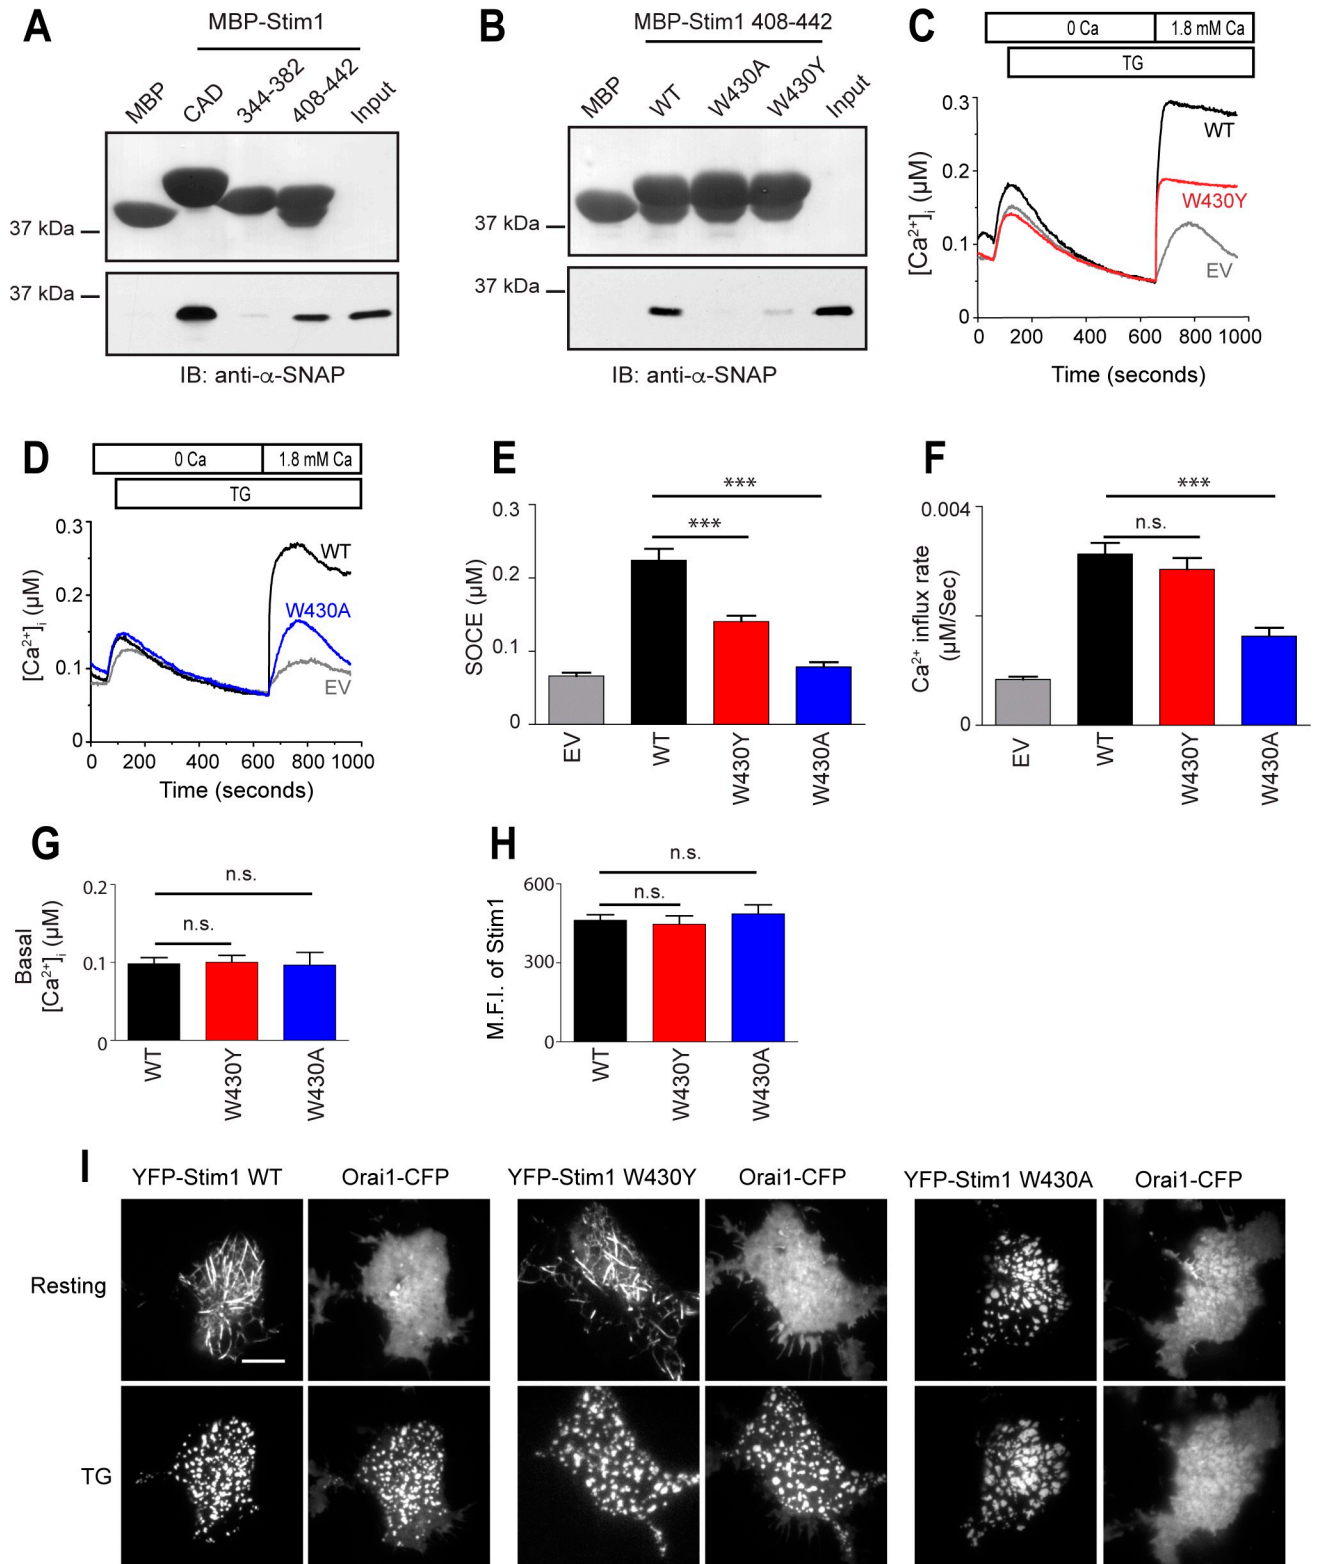 A
MBP-Stim1
MBP
CAD
344-382
408-442
Input
37 kDa
37 kDa
IB: anti-α-SNAP
B
MBP-Stim1 408-442
MBP
WT
W430A
W430Y
Input
37 kDa
37 kDa
IB: anti-α-SNAP
C
0 Ca
1.8 mM Ca
TG
[Ca²⁺]i (μM)
0.3
0.2
0.1
0
WT
W430Y
EV
0 200 400 600 800 1000
Time (seconds)
D
0 Ca
1.8 mM Ca
TG
[Ca²⁺]i (μM)
0.3
0.2
0.1
0
WT
W430A
EV
0 200 400 600 800 1000
Time (seconds)
E
SOCE (μM)
0.3
0.2
0.1
0
***
***
EV
WT
W430Y
W430A
F
Ca²⁺ influx rate
(μM/Sec)
0.004
0
***
n.s.
EV
WT
W430Y
W430A
G
Basal
[Ca²⁺]i (μM)
0.2
0.1
0
n.s.
n.s.
WT
W430Y
W430A
H
M.F.I. of Stim1
600
300
0
n.s.
n.s.
WT
W430Y
W430A
I
YFP-Stim1 WT
Orai1-CFP
YFP-Stim1 W430Y
Orai1-CFP
YFP-Stim1 W430A
Orai1-CFP
Resting
TG